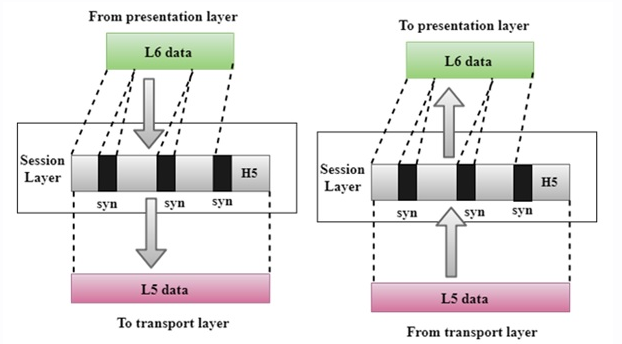 From presentation layer
L6 data
Session
Layer
H5
syn
syn
syn
L5 data
To transport layer
To presentation layer
L6 data
Session
Layer
H5
syn
syn
syn
L5 data
From transport layer